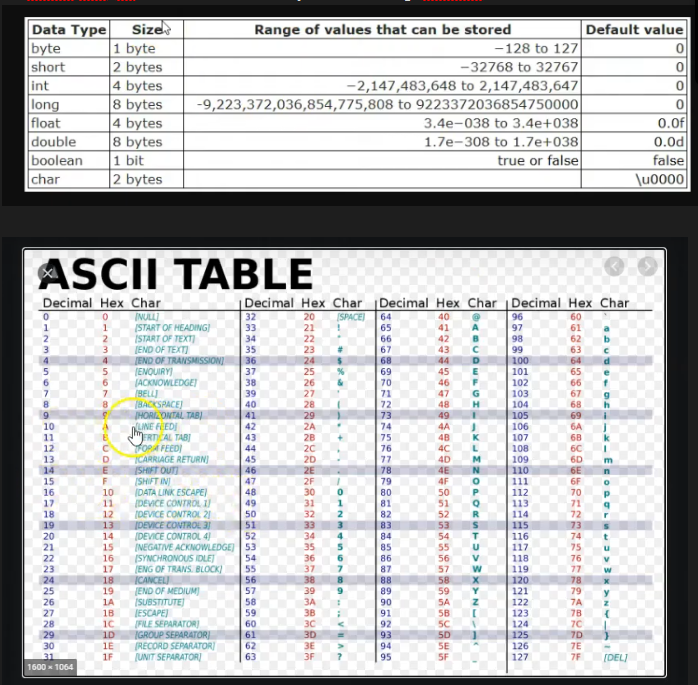 Data Type Size Range of values that can be stored Default value
byte 1 byte −128 to 127 0
short 2 bytes −32768 to 32767 0
int 4 bytes −2,147,483,648 to 2,147,483,647 0
long 8 bytes -9,223,372,036,854,775,808 to 9223372036854750000 0
float 4 bytes 3.4e−038 to 3.4e+038 0.0f
double 8 bytes 1.7e−308 to 1.7e+038 0.0d
boolean 1 bit true or false false
char 2 bytes \u0000
ASCII TABLE
Decimal Hex Char Decimal Hex Char Decimal Hex Char Decimal Hex Char
0 0 [NULL] 32 20 [SPACE] 64 40 @ 96 60 `
1 1 [START OF HEADING] 33 21 ! 65 41 A 97 61 a
2 2 [START OF TEXT] 34 22 " 66 42 B 98 62 b
3 3 [END OF TEXT] 35 23 # 67 43 C 99 63 c
4 4 [END OF TRANSMISSION] 36 24 $ 68 44 D 100 64 d
5 5 [ENQUIRY] 37 25 % 69 45 E 101 65 e
6 6 [ACKNOWLEDGE] 38 26 & 70 46 F 102 66 f
7 7 [BELL] 39 27 ' 71 47 G 103 67 g
8 8 [BACKSPACE] 40 28 ( 72 48 H 104 68 h
9 9 [HORIZONTAL TAB] 41 29 ) 73 49 I 105 69 i
10 A [LINE FEED] 42 2A * 74 4A J 106 6A j
11 B [VERTICAL TAB] 43 2B + 75 4B K 107 6B k
12 C [FORM FEED] 44 2C , 76 4C L 108 6C l
13 D [CARRIAGE RETURN] 45 2D - 77 4D M 109 6D m
14 E [SHIFT OUT] 46 2E . 78 4E N 110 6E n
15 F [SHIFT IN] 47 2F / 79 4F O 111 6F o
16 10 [DATA LINK ESCAPE] 48 30 0 80 50 P 112 70 p
17 11 [DEVICE CONTROL 1] 49 31 1 81 51 Q 113 71 q
18 12 [DEVICE CONTROL 2] 50 32 2 82 52 R 114 72 r
19 13 [DEVICE CONTROL 3] 51 33 3 83 53 S 115 73 s
20 14 [DEVICE CONTROL 4] 52 34 4 84 54 T 116 74 t
21 15 [NEGATIVE ACKNOWLEDGE] 53 35 5 85 55 U 117 75 u
22 16 [SYNCHRONOUS IDLE] 54 36 6 86 56 V 118 76 v
23 17 [ENG OF TRANS. BLOCK] 55 37 7 87 57 W 119 77 w
24 18 [CANCEL] 56 38 8 88 58 X 120 78 x
25 19 [END OF MEDIUM] 57 39 9 89 59 Y 121 79 y
26 1A [SUBSTITUTE] 58 3A : 90 5A Z 122 7A z
27 1B [ESCAPE] 59 3B ; 91 5B [ 123 7B {
28 1C [FILE SEPARATOR] 60 3C < 92 5C \ 124 7C |
29 1D [GROUP SEPARATOR] 61 3D = 93 5D ] 125 7D }
30 1E [RECORD SEPARATOR] 62 3E > 94 5E ^ 126 7E ~
31 1F [UNIT SEPARATOR] 63 3F ? 95 5F _ 127 7F [DEL]
1600 × 1064